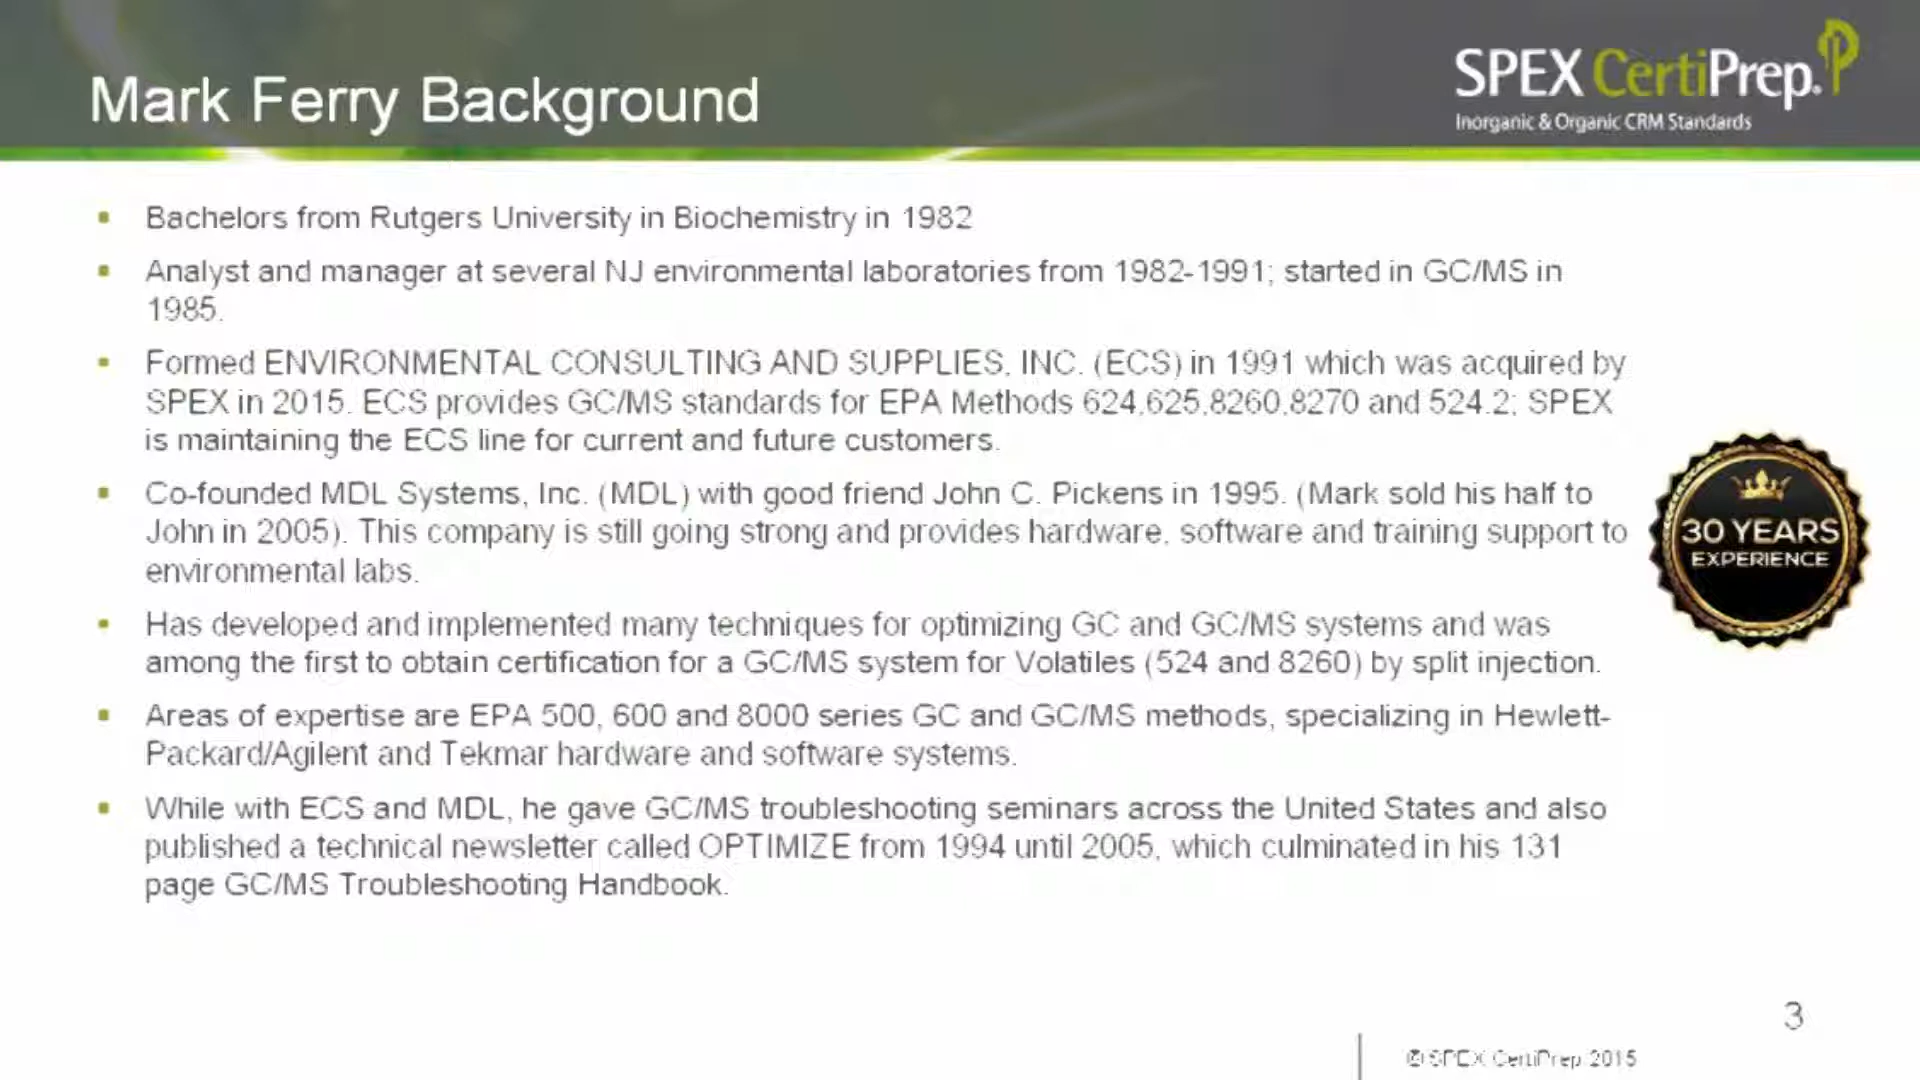 Mark Ferry Background
SPEX CertiPrep.
Inorganic & Organic CRM Standards
▪ Bachelors from Rutgers University in Biochemistry in 1982
▪ Analyst and manager at several NJ environmental laboratories from 1982-1991; started in GC/MS in
1985.
▪ Formed ENVIRONMENTAL CONSULTING AND SUPPLIES, INC. (ECS) in 1991 which was acquired by
SPEX in 2015. ECS provides GC/MS standards for EPA Methods 624,625,8260,8270 and 524.2; SPEX
is maintaining the ECS line for current and future customers.
▪ Co-founded MDL Systems, Inc. (MDL) with good friend John C. Pickens in 1995. (Mark sold his half to
John in 2005). This company is still going strong and provides hardware, software and training support to
environmental labs.
▪ Has developed and implemented many techniques for optimizing GC and GC/MS systems and was
among the first to obtain certification for a GC/MS system for Volatiles (524 and 8260) by split injection.
▪ Areas of expertise are EPA 500, 600 and 8000 series GC and GC/MS methods, specializing in Hewlett-
Packard/Agilent and Tekmar hardware and software systems.
▪ While with ECS and MDL, he gave GC/MS troubleshooting seminars across the United States and also
published a technical newsletter called OPTIMIZE from 1994 until 2005, which culminated in his 131
page GC/MS Troubleshooting Handbook.
30 YEARS
EXPERIENCE
3
© SPEX CertiPrep 2015